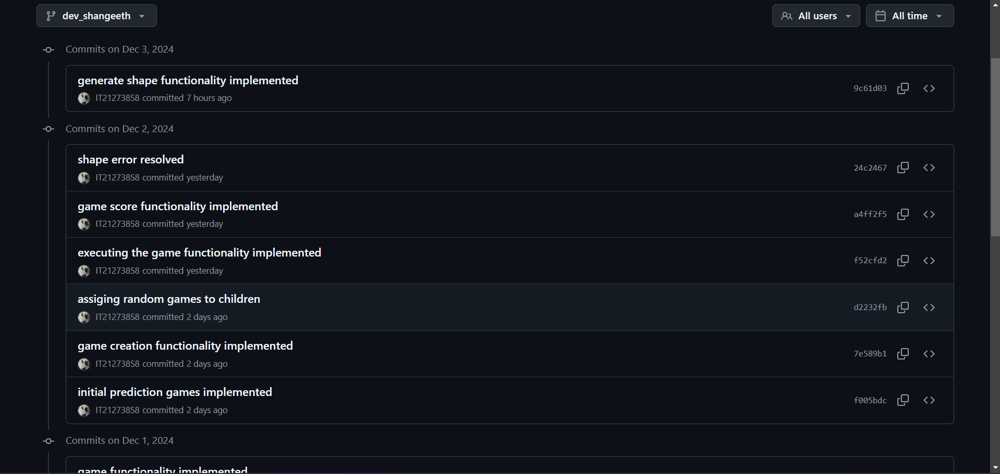 dev_shangeeth
All users
All time
Commits on Dec 3, 2024
generate shape functionality implemented
IT21273858 committed 7 hours ago
9c61d03
Commits on Dec 2, 2024
shape error resolved
IT21273858 committed yesterday
24c2467
game score functionality implemented
IT21273858 committed yesterday
a4ff2f5
executing the game functionality implemented
IT21273858 committed yesterday
f52cfd2
assiging random games to children
IT21273858 committed 2 days ago
d2232fb
game creation functionality implemented
IT21273858 committed 2 days ago
7e589b1
initial prediction games implemented
IT21273858 committed 2 days ago
f005bdc
Commits on Dec 1, 2024
game functionality implemented